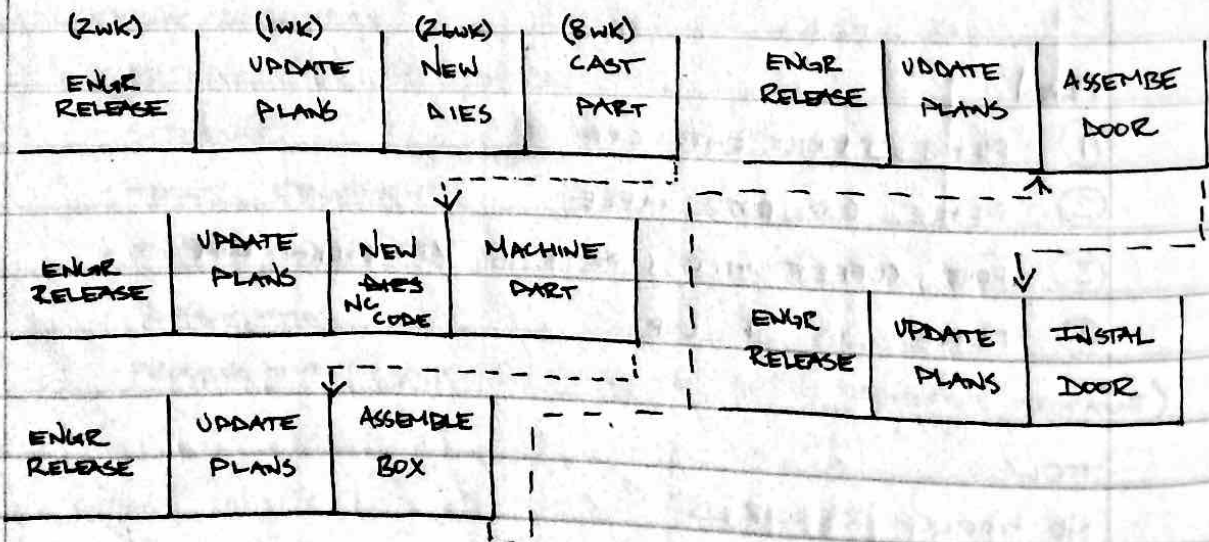 (2WK)
ENGR
RELEASE
(1WK)
UPDATE
PLANS
(26WK)
NEW
DIES
(8WK)
CAST
PART
ENGR
RELEASE
UPDATE
PLANS
NEW
DIES
NC CODE
MACHINE
PART
ENGR
RELEASE
UPDATE
PLANS
ASSEMBLE
BOX
ENGR
RELEASE
UPDATE
PLANS
ASSEMBE
DOOR
ENGR
RELEASE
UPDATE
PLANS
INSTAL
DOOR